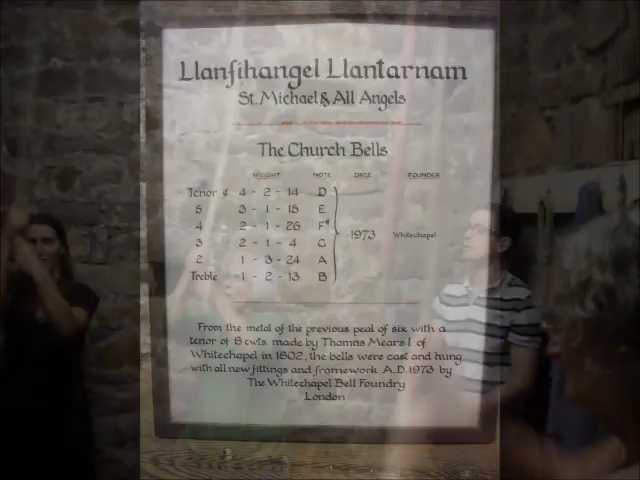 Llanfihangel Llantarnam
St. Michael & All Angels
The Church Bells
WEIGHT NOTE DATE FOUNDER
Tenor 4 - 2 - 14 D
5 3 - 1 - 15 E
4 2 - 1 - 26 F#
1973 Whitechapel
3 2 - 1 - 4 G
2 1 - 3 - 24 A
Treble 1 - 2 - 13 B
From the metal of the previous peal of six with a
tenor of 8 cwts. made by Thomas Mears I of
Whitechapel in 1802, the bells were cast and hung
with all new fittings and framework A.D. 1973 by
The Whitechapel Bell Foundry
London